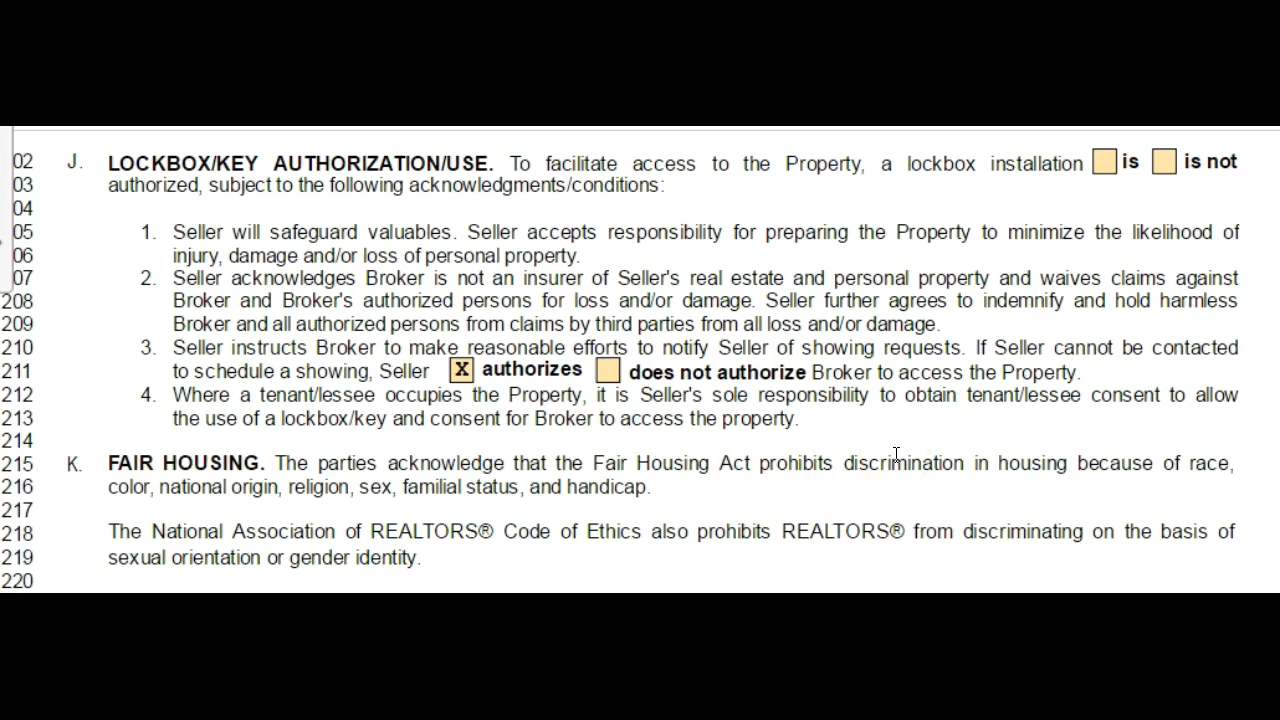 02 J. LOCKBOX/KEY AUTHORIZATION/USE. To facilitate access to the Property, a lockbox installation is is not
03 authorized, subject to the following acknowledgments/conditions:
04
05 1. Seller will safeguard valuables. Seller accepts responsibility for preparing the Property to minimize the likelihood of
06 injury, damage and/or loss of personal property.
07 2. Seller acknowledges Broker is not an insurer of Seller's real estate and personal property and waives claims against
208 Broker and Broker's authorized persons for loss and/or damage. Seller further agrees to indemnify and hold harmless
209 Broker and all authorized persons from claims by third parties from all loss and/or damage.
210 3. Seller instructs Broker to make reasonable efforts to notify Seller of showing requests. If Seller cannot be contacted
211 to schedule a showing, Seller X authorizes does not authorize Broker to access the Property.
212 4. Where a tenant/lessee occupies the Property, it is Seller's sole responsibility to obtain tenant/lessee consent to allow
213 the use of a lockbox/key and consent for Broker to access the property.
214
215 K. FAIR HOUSING. The parties acknowledge that the Fair Housing Act prohibits discrimination in housing because of race,
216 color, national origin, religion, sex, familial status, and handicap.
217
218 The National Association of REALTORS® Code of Ethics also prohibits REALTORS® from discriminating on the basis of
219 sexual orientation or gender identity.
220